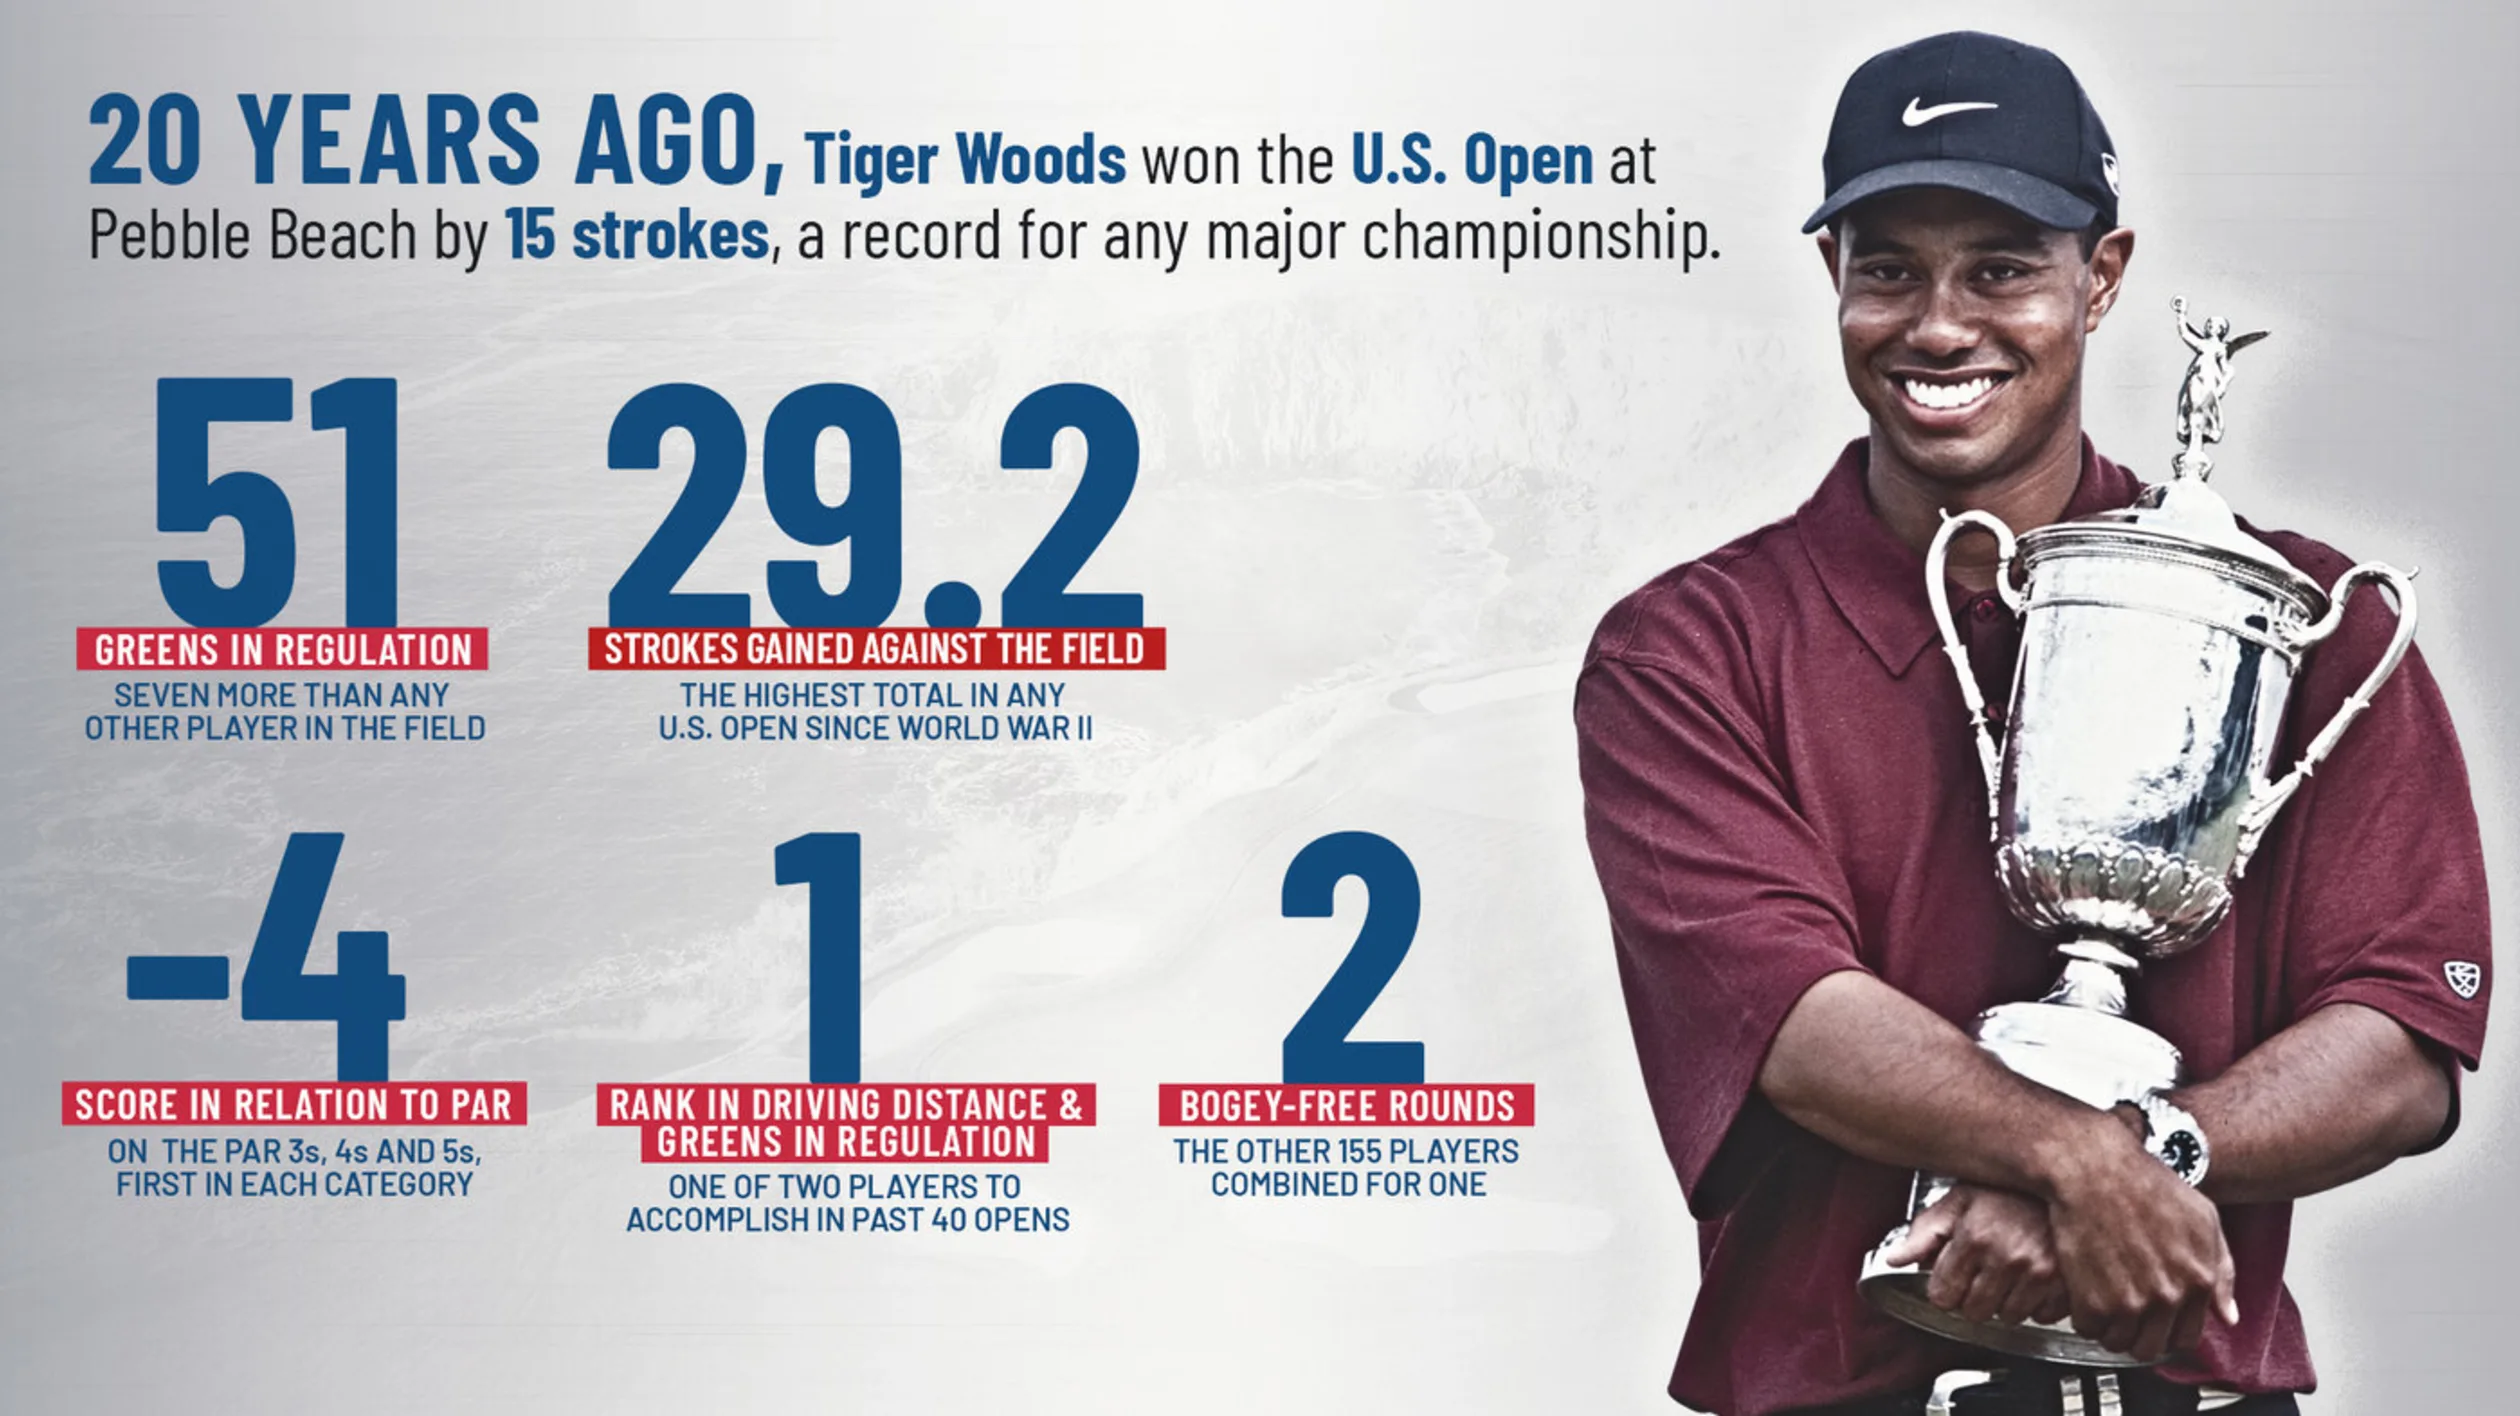 20 YEARS AGO, Tiger Woods won the U.S. Open at
Pebble Beach by 15 strokes, a record for any major championship.
51
GREENS IN REGULATION
SEVEN MORE THAN ANY
OTHER PLAYER IN THE FIELD
29.2
STROKES GAINED AGAINST THE FIELD
THE HIGHEST TOTAL IN ANY
U.S. OPEN SINCE WORLD WAR II
-4
SCORE IN RELATION TO PAR
ON THE PAR 3s, 4s AND 5s,
FIRST IN EACH CATEGORY
1
RANK IN DRIVING DISTANCE &
GREENS IN REGULATION
ONE OF TWO PLAYERS TO
ACCOMPLISH IN PAST 40 OPENS
2
BOGEY-FREE ROUNDS
THE OTHER 155 PLAYERS
COMBINED FOR ONE